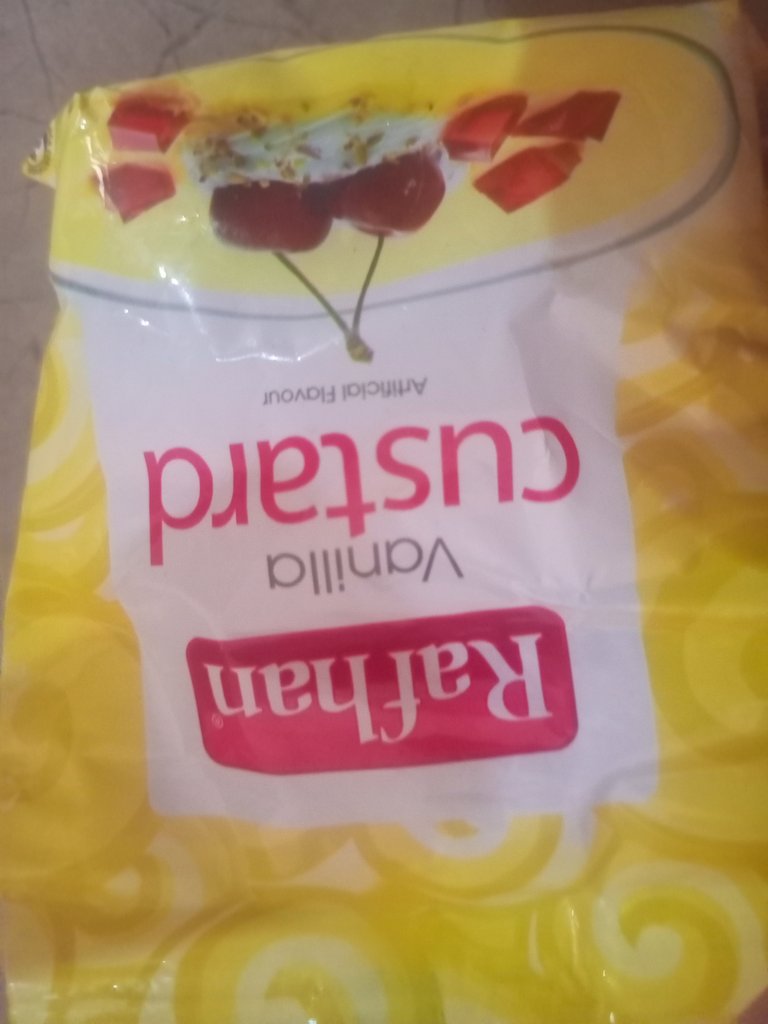 Rafhan®
Vanilla
custard
Artificial Flavour